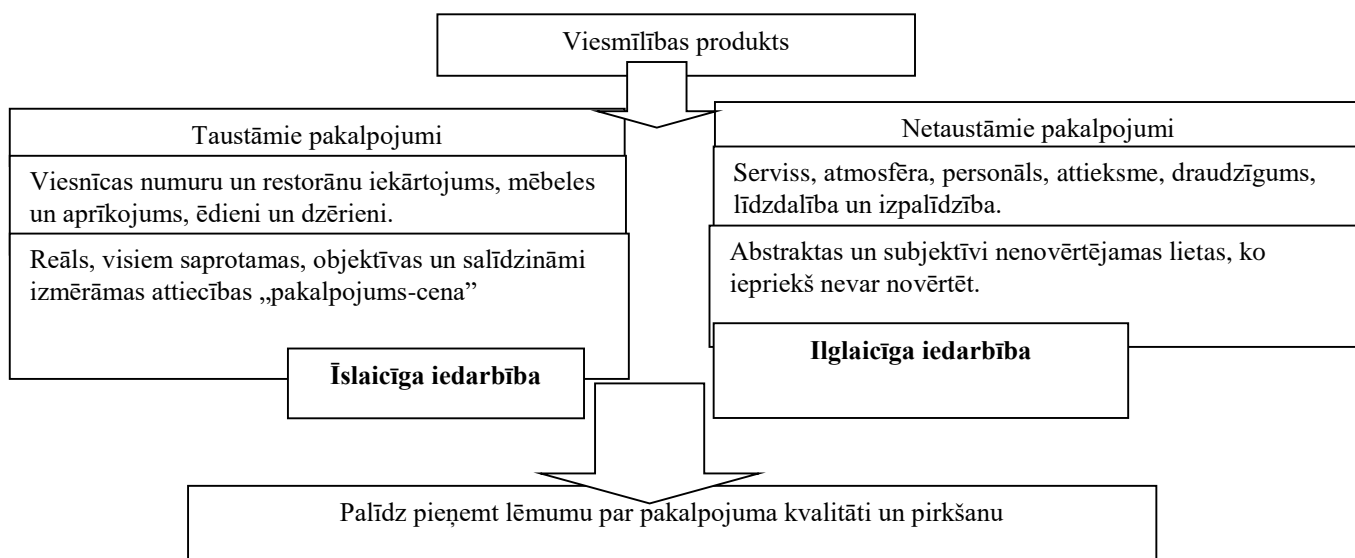 Viesmīlības produkts
Taustāmie pakalpojumi
Viesnīcas numuru un restorānu iekārtojums, mēbeles
un aprīkojums, ēdieni un dzērieni.
Reāls, visiem saprotamas, objektīvas un salīdzināmi
izmērāmas attiecības „pakalpojums-cena”
Īslaicīga iedarbība
Netaustāmie pakalpojumi
Serviss, atmosfēra, personāls, attieksme, draudzīgums,
līdzdalība un izpalīdzība.
Abstraktas un subjektīvi nenovērtējamas lietas, ko
iepriekš nevar novērtēt.
Ilglaicīga iedarbība
Palīdz pieņemt lēmumu par pakalpojuma kvalitāti un pirkšanu